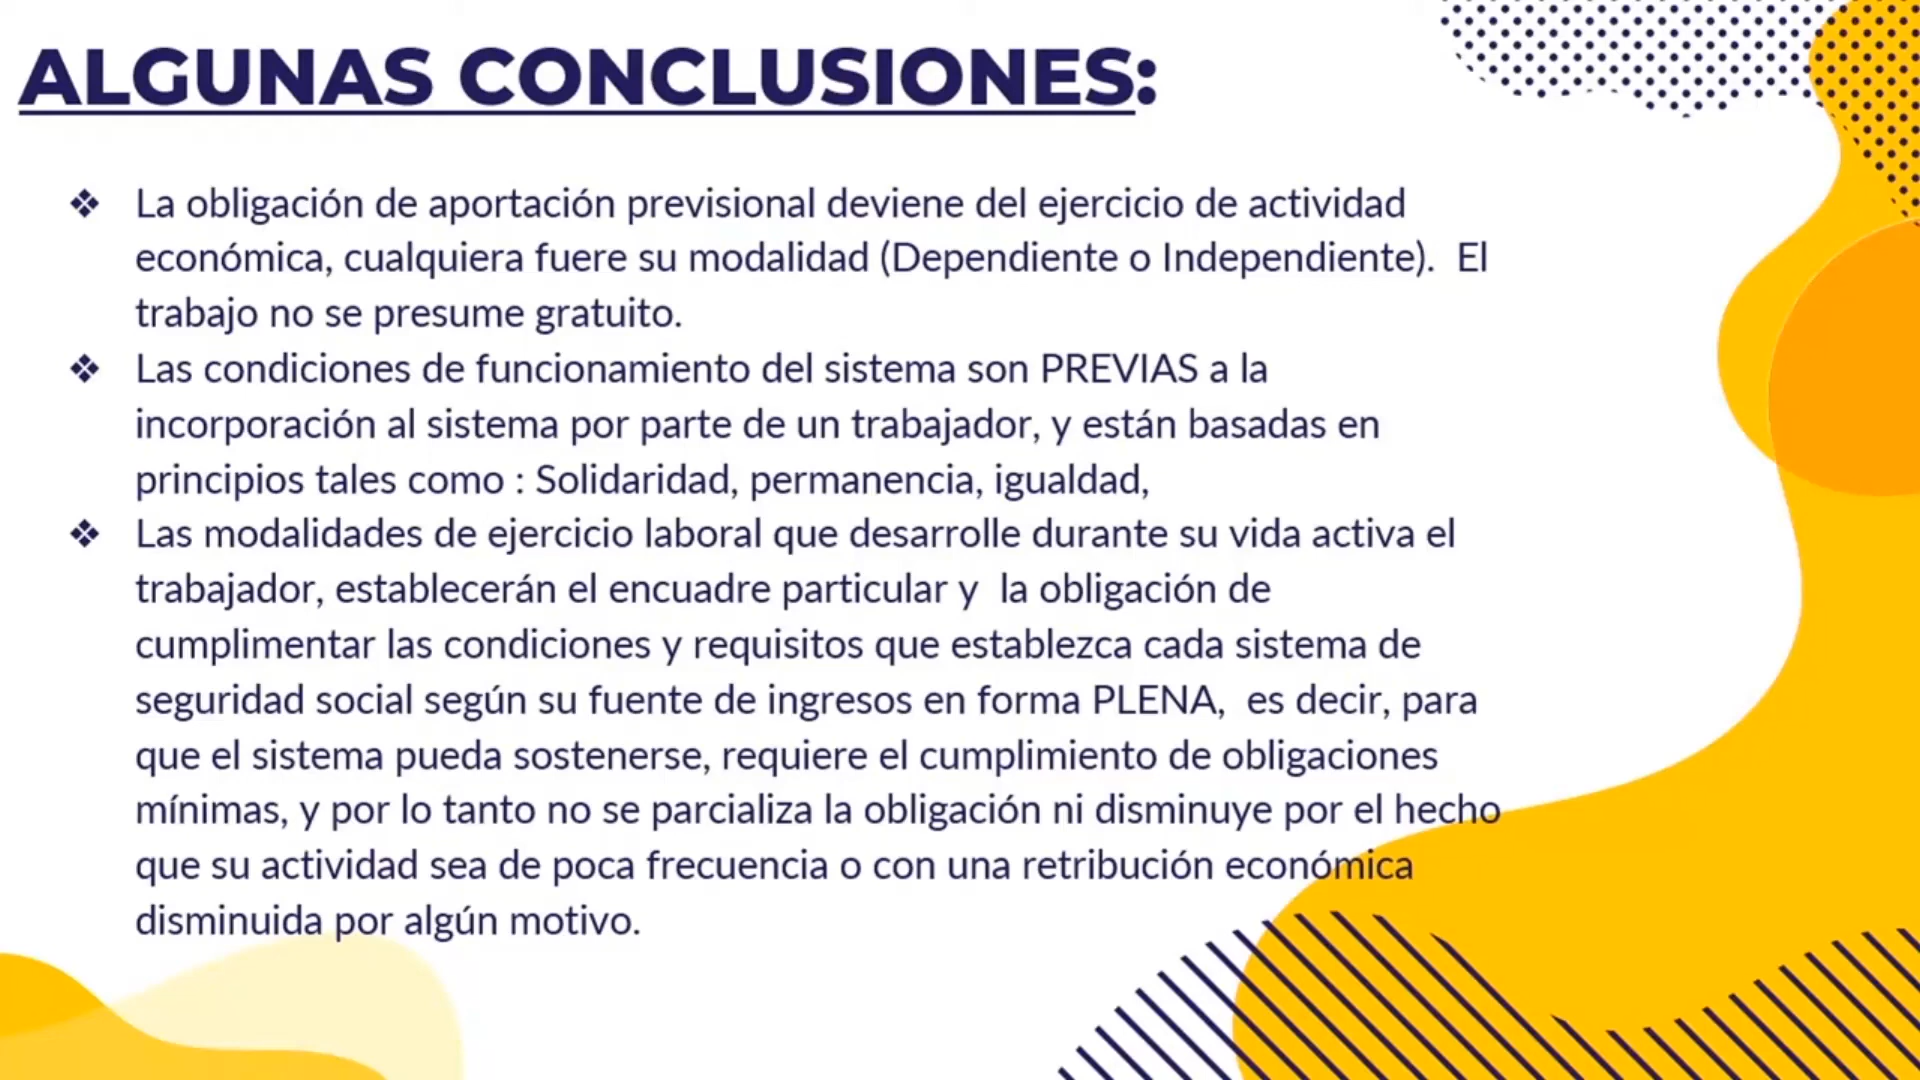 ALGUNAS CONCLUSIONES:
❖ La obligación de aportación previsional deviene del ejercicio de actividad
económica, cualquiera fuere su modalidad (Dependiente o Independiente).  El
trabajo no se presume gratuito.
❖ Las condiciones de funcionamiento del sistema son PREVIAS a la
incorporación al sistema por parte de un trabajador, y están basadas en
principios tales como : Solidaridad, permanencia, igualdad,
❖ Las modalidades de ejercicio laboral que desarrolle durante su vida activa el
trabajador, establecerán el encuadre particular y  la obligación de
cumplimentar las condiciones y requisitos que establezca cada sistema de
seguridad social según su fuente de ingresos en forma PLENA,  es decir, para
que el sistema pueda sostenerse, requiere el cumplimiento de obligaciones
mínimas, y por lo tanto no se parcializa la obligación ni disminuye por el hecho
que su actividad sea de poca frecuencia o con una retribución económica
disminuida por algún motivo.